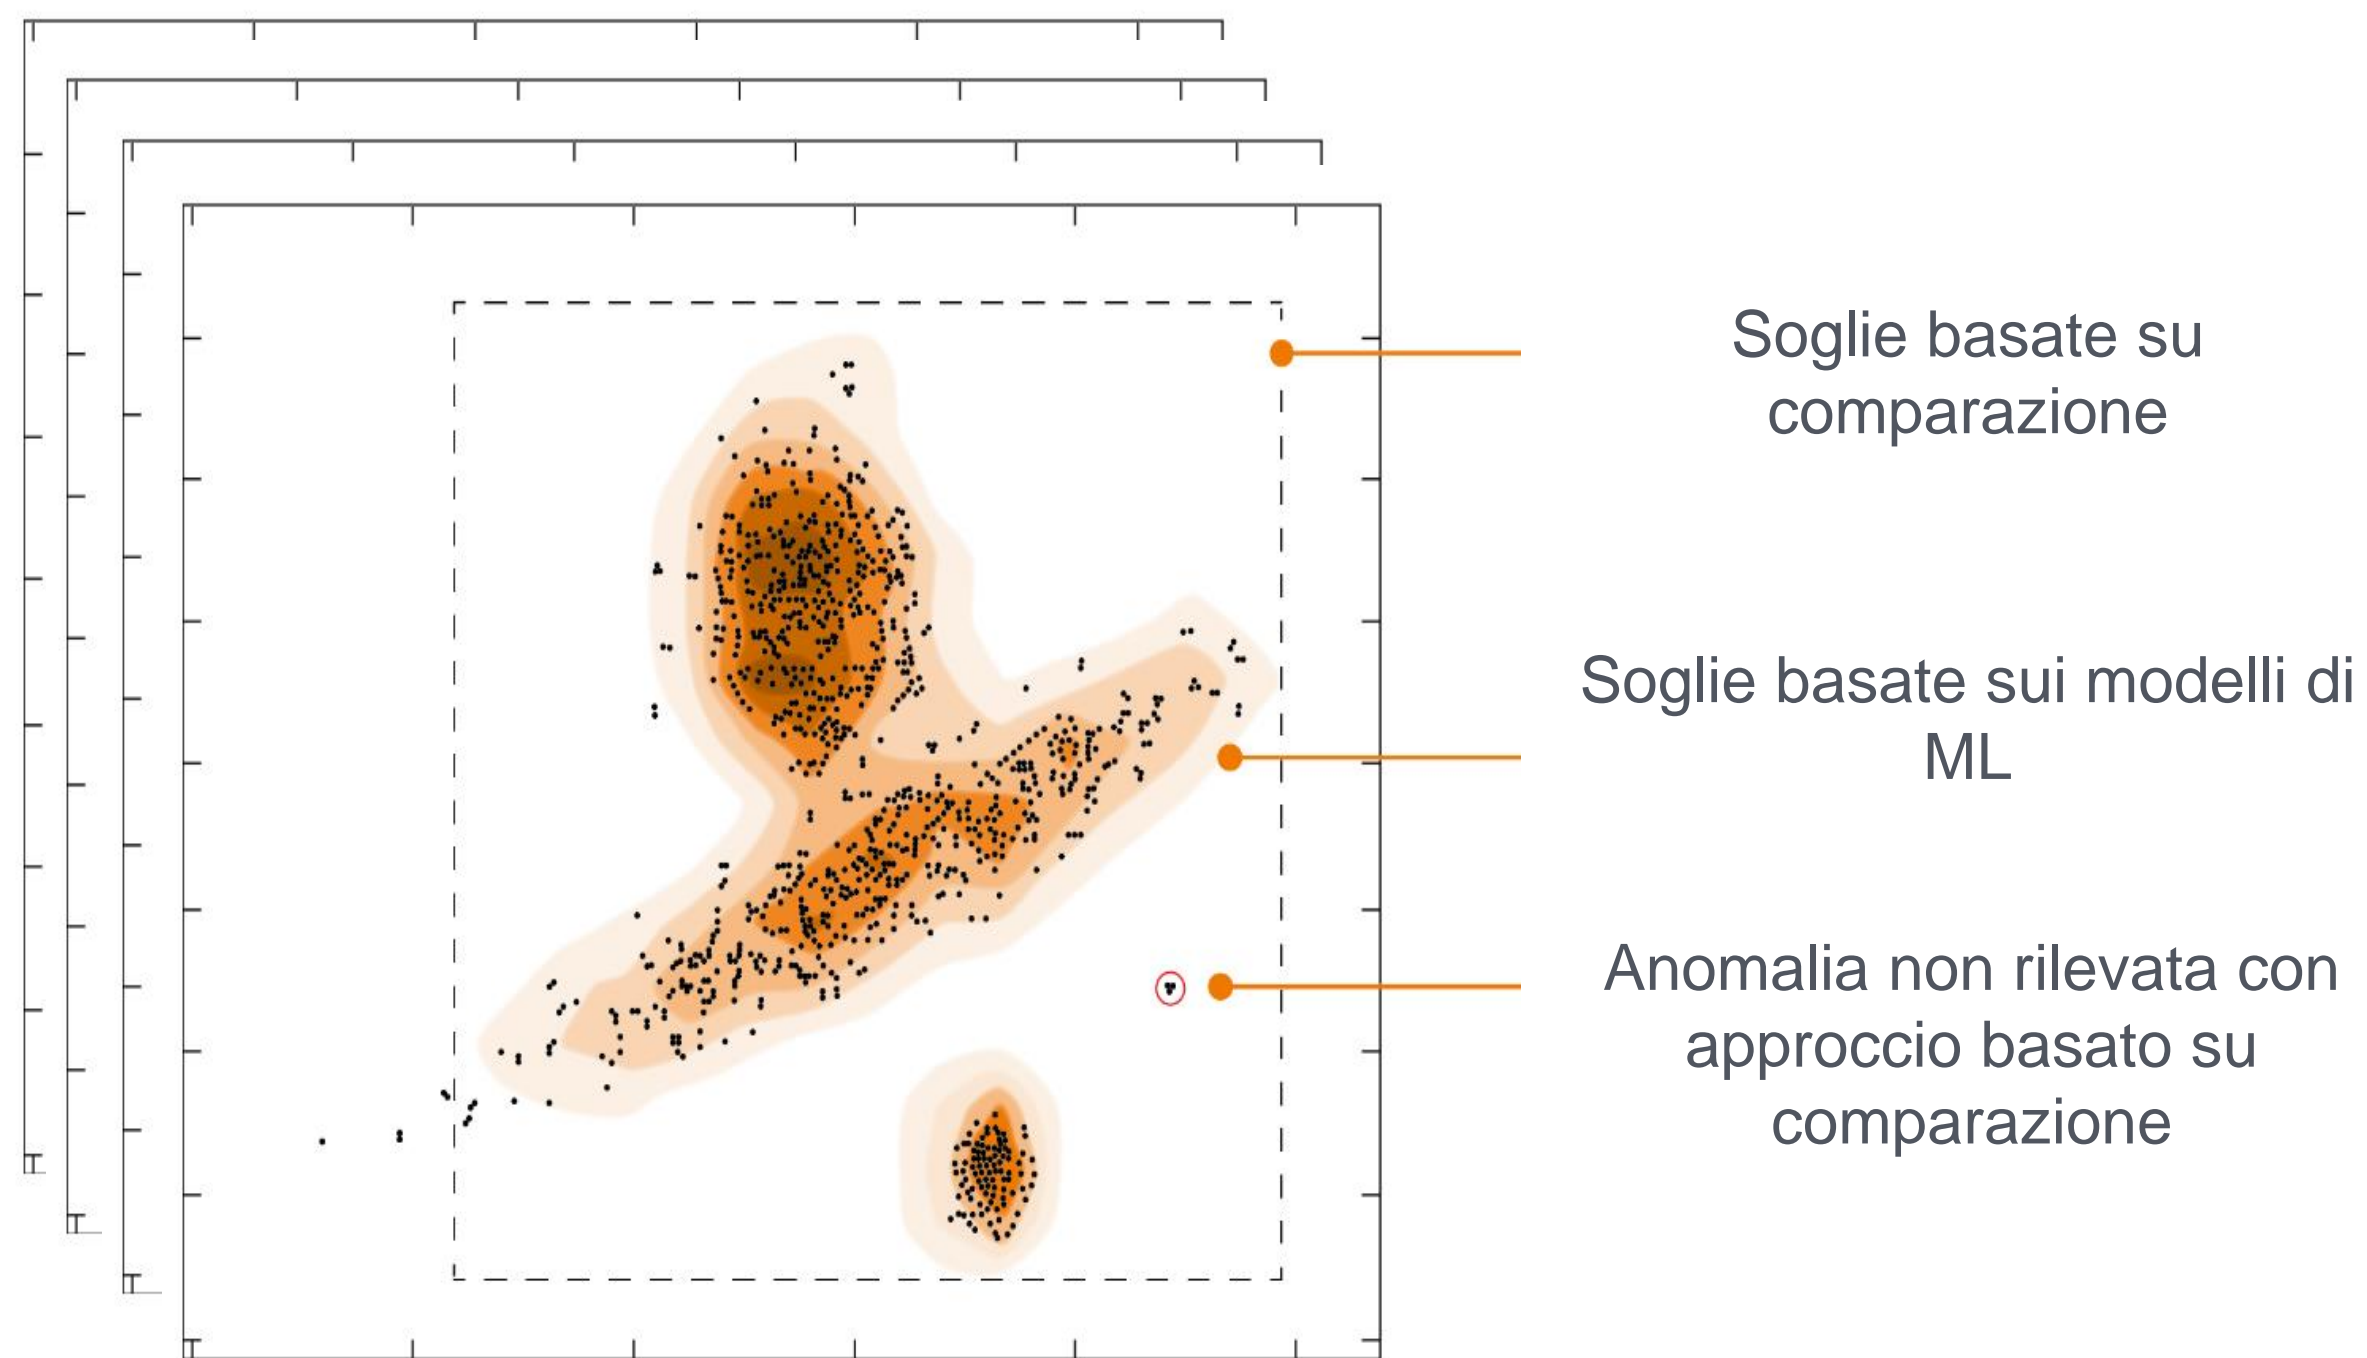 Soglie basate su
comparazione
Soglie basate sui modelli di
ML
Anomalia non rilevata con
approccio basato su
comparazione